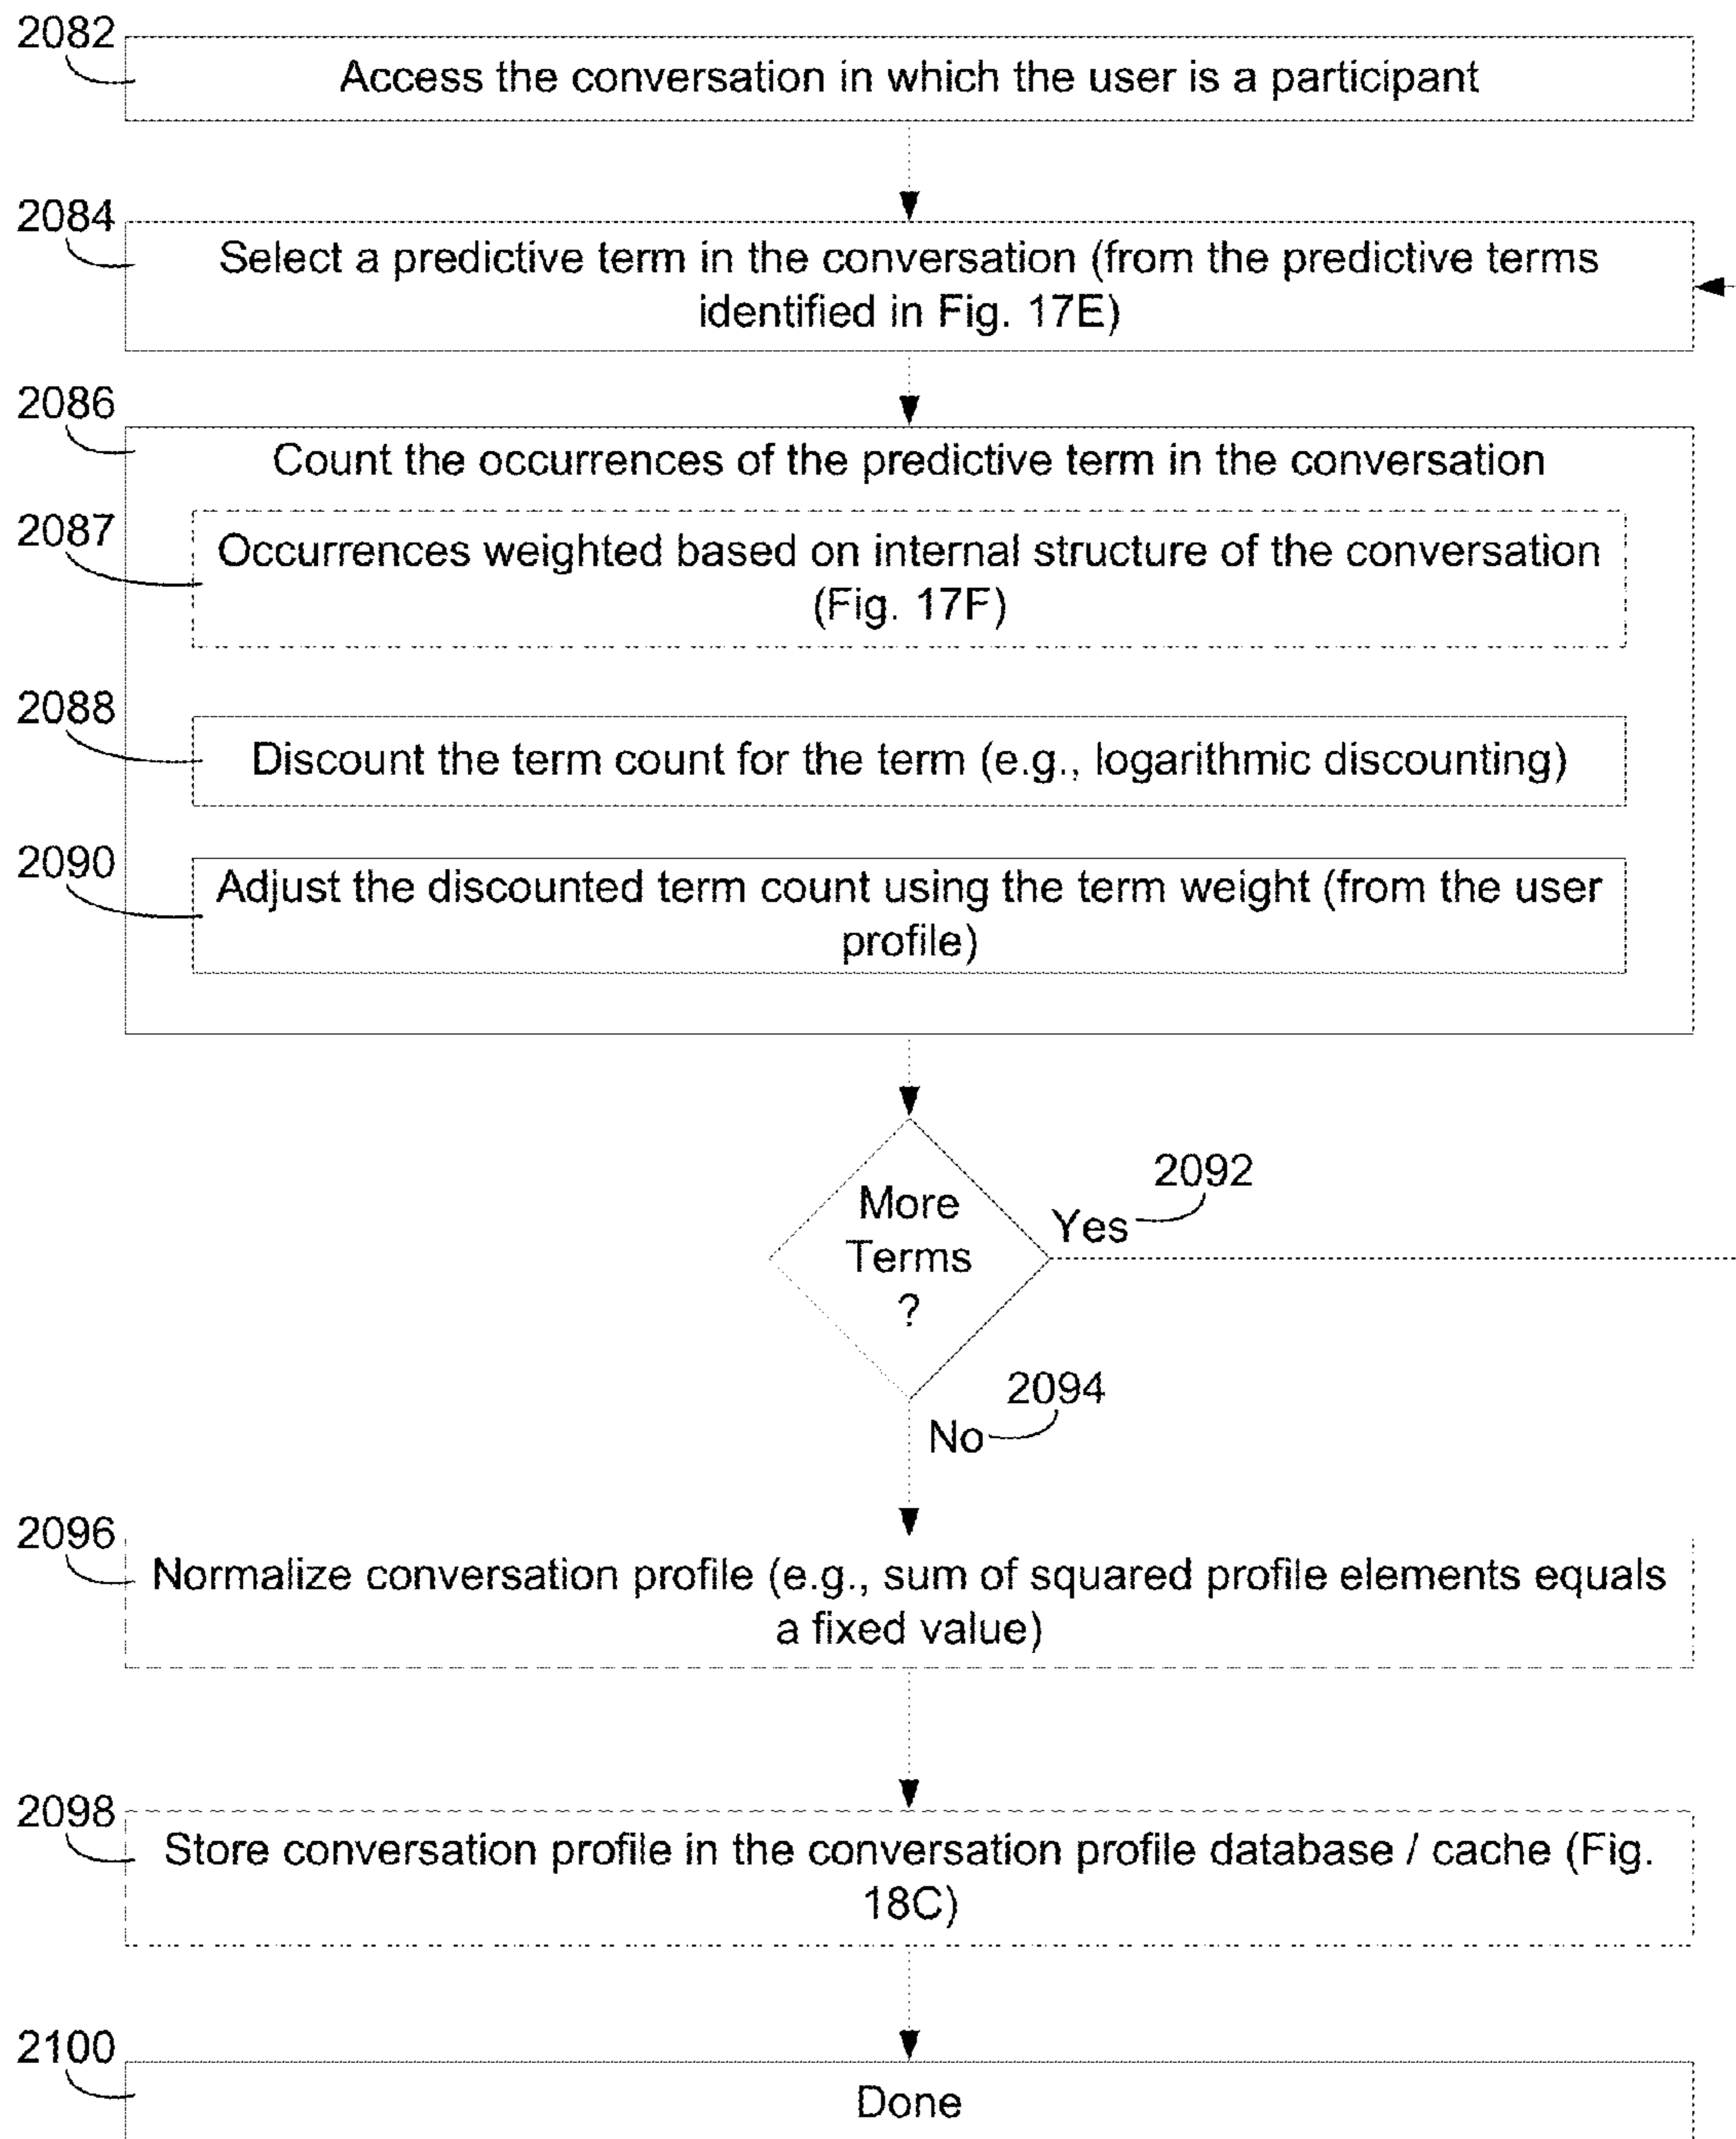 2082
Access the conversation in which the user is a participant
2084
Select a predictive term in the conversation (from the predictive terms
identified in Fig. 17E)
2086
Count the occurrences of the predictive term in the conversation
2087
Occurrences weighted based on internal structure of the conversation
(Fig. 17F)
2088
Discount the term count for the term (e.g., logarithmic discounting)
2090
Adjust the discounted term count using the term weight (from the user
profile)
More
Terms
?
2092
Yes
2094
No
2096
Normalize conversation profile (e.g., sum of squared profile elements equals
a fixed value)
2098
Store conversation profile in the conversation profile database / cache (Fig.
18C)
2100
Done